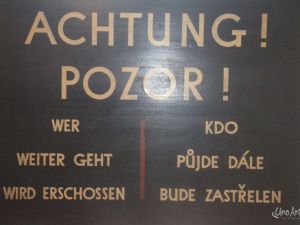 ACHTUNG!
POZOR!
WER
WEITER GEHT
WIRD ERSCHOSSEN
KDO
PŮJDE DÁLE
BUDE ZASTŘELEN